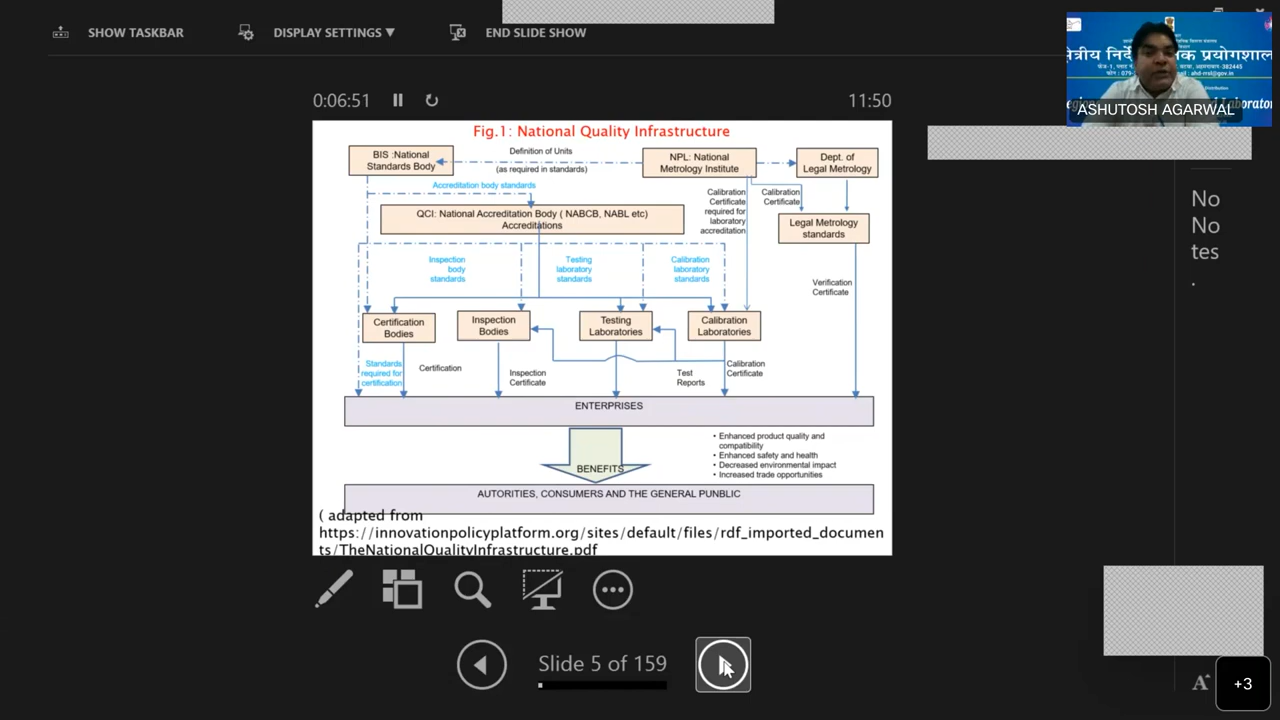 SHOW TASKBAR
DISPLAY SETTINGS ▼
END SLIDE SHOW
0:06:51
11:50
Fig.1: National Quality Infrastructure
BIS :National
Standards Body
Definition of Units
(as required in standards)
NPL: National
Metrology Institute
Dept. of
Legal Metrology
Accreditation body standards
QCI: National Accreditation Body ( NABCB, NABL etc)
Accreditations
Calibration
Certificate
required for
laboratory
accreditation
Calibration
Certificate
Legal Metrology
standards
Inspection
body
standards
Testing
laboratory
standards
Calibration
laboratory
standards
Verification
Certificate
Certification
Bodies
Inspection
Bodies
Testing
Laboratories
Calibration
Laboratories
Standards
required for
certification
Certification
Inspection
Certificate
Test
Reports
Calibration
Certificate
ENTERPRISES
BENEFITS
• Enhanced product quality and
compatibility
• Enhanced safety and health
• Decreased environmental impact
• Increased trade opportunities
AUTORITIES, CONSUMERS AND THE GENERAL PUNBLIC
( adapted from
https://innovationpolicyplatform.org/sites/default/files/rdf_imported_documen
ts/TheNationalQualityInfrastructure.pdf
Slide 5 of 159
ASHUTOSH AGARWAL
No
No
tes
.
A
+3